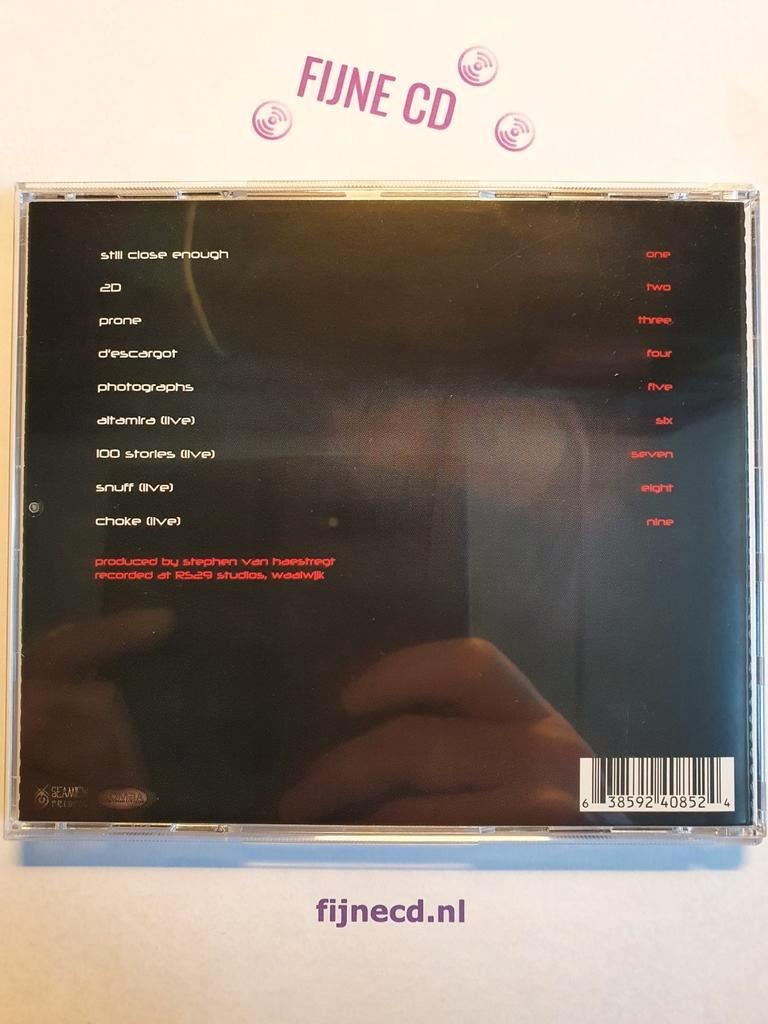 FIJNE CD
still close enough one
2D two
prone three
d'escargot four
photographs five
altamira (live) six
100 stories (live) seven
snuff (live) eight
choke (live) nine
produced by stephen van haestregt
recorded at RS29 studios, waalwijk
6 38592 40852 4
fijnecd.nl